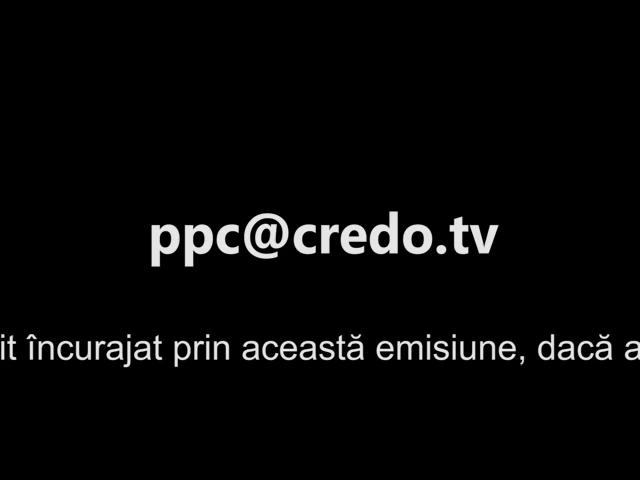 ppc@credo.tv
it încurajat prin această emisiune, dacă a